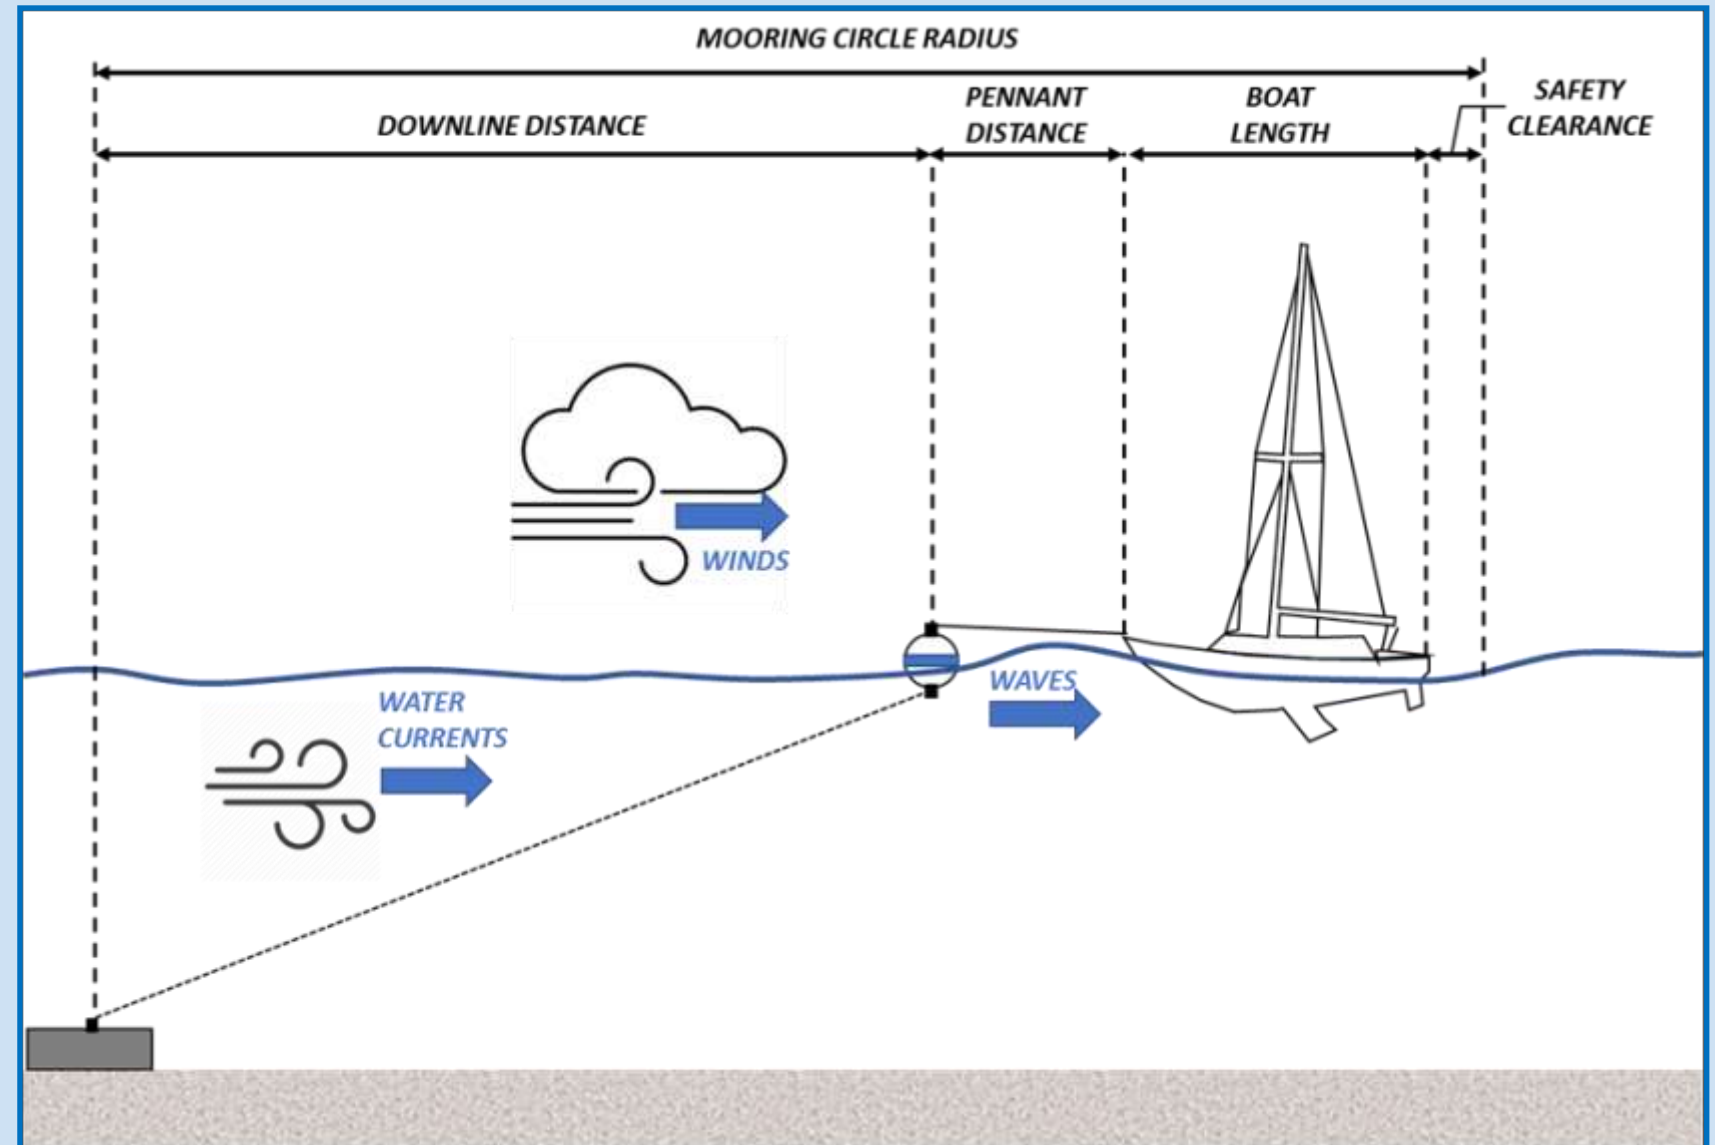 MOORING CIRCLE RADIUS
DOWNLINE DISTANCE
PENNANT
DISTANCE
BOAT
LENGTH
SAFETY
CLEARANCE
WINDS
WATER
CURRENTS
WAVES